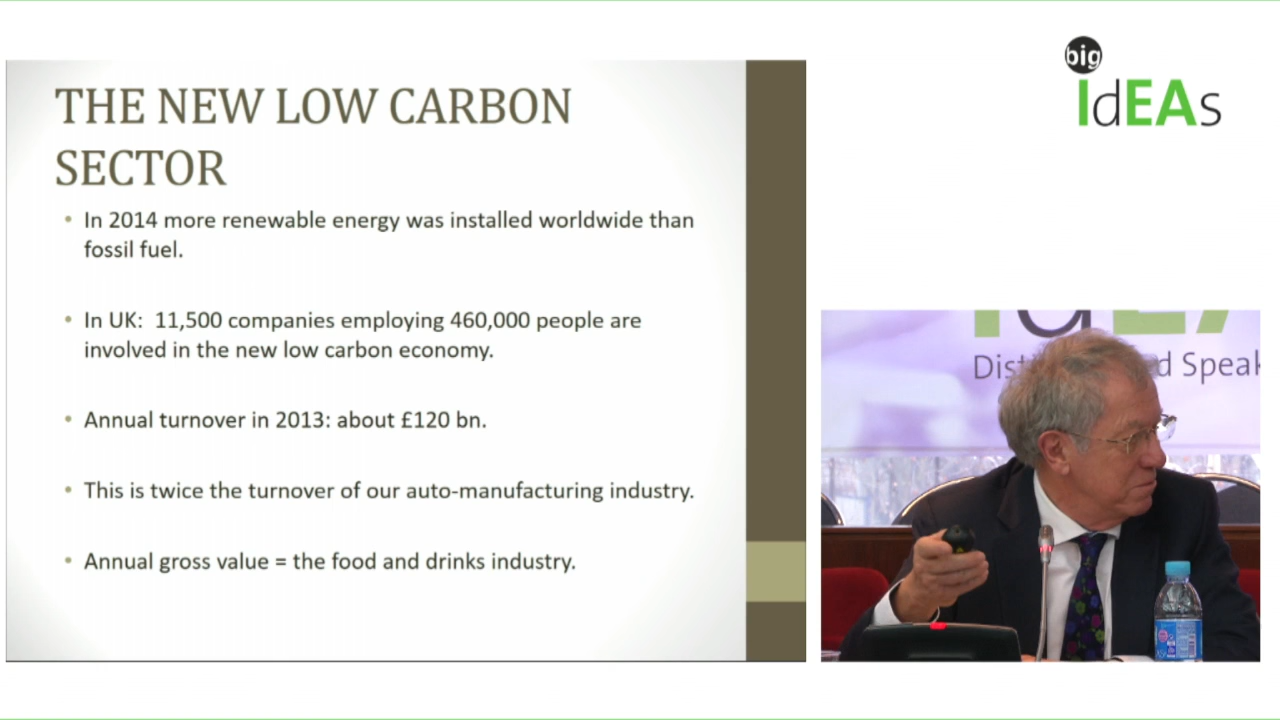 THE NEW LOW CARBON
SECTOR
• In 2014 more renewable energy was installed worldwide than
fossil fuel.
• In UK:  11,500 companies employing 460,000 people are
involved in the new low carbon economy.
• Annual turnover in 2013: about £120 bn.
• This is twice the turnover of our auto-manufacturing industry.
• Annual gross value = the food and drinks industry.
big
IdEAs